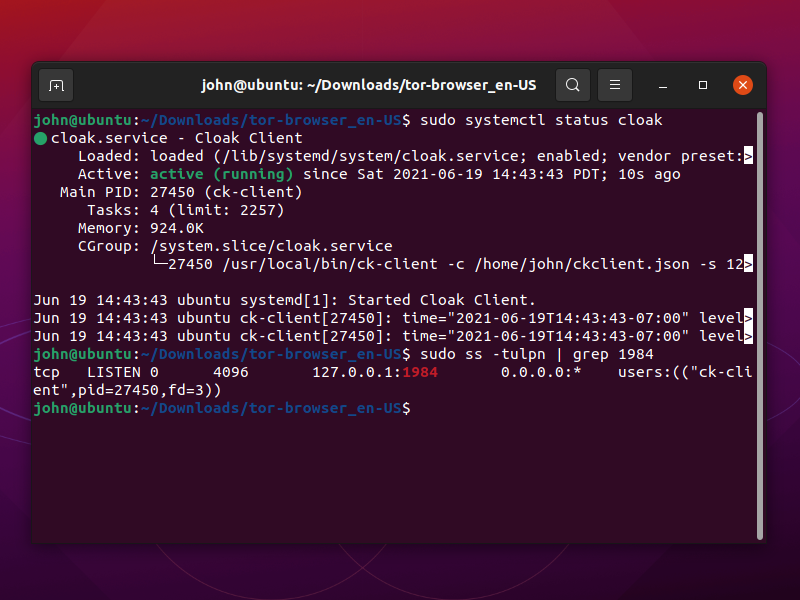 john@ubuntu: ~/Downloads/tor-browser_en-US
john@ubuntu:~/Downloads/tor-browser_en-US$ sudo systemctl status cloak
● cloak.service - Cloak Client
Loaded: loaded (/lib/systemd/system/cloak.service; enabled; vendor preset:>
Active: active (running) since Sat 2021-06-19 14:43:43 PDT; 10s ago
Main PID: 27450 (ck-client)
Tasks: 4 (limit: 2257)
Memory: 924.0K
CGroup: /system.slice/cloak.service
└─27450 /usr/local/bin/ck-client -c /home/john/ckclient.json -s 12>
Jun 19 14:43:43 ubuntu systemd[1]: Started Cloak Client.
Jun 19 14:43:43 ubuntu ck-client[27450]: time="2021-06-19T14:43:43-07:00" level>
Jun 19 14:43:43 ubuntu ck-client[27450]: time="2021-06-19T14:43:43-07:00" level>
john@ubuntu:~/Downloads/tor-browser_en-US$ sudo ss -tulpn | grep 1984
tcp   LISTEN 0      4096       127.0.0.1:1984       0.0.0.0:*    users:(("ck-cli
ent",pid=27450,fd=3))
john@ubuntu:~/Downloads/tor-browser_en-US$